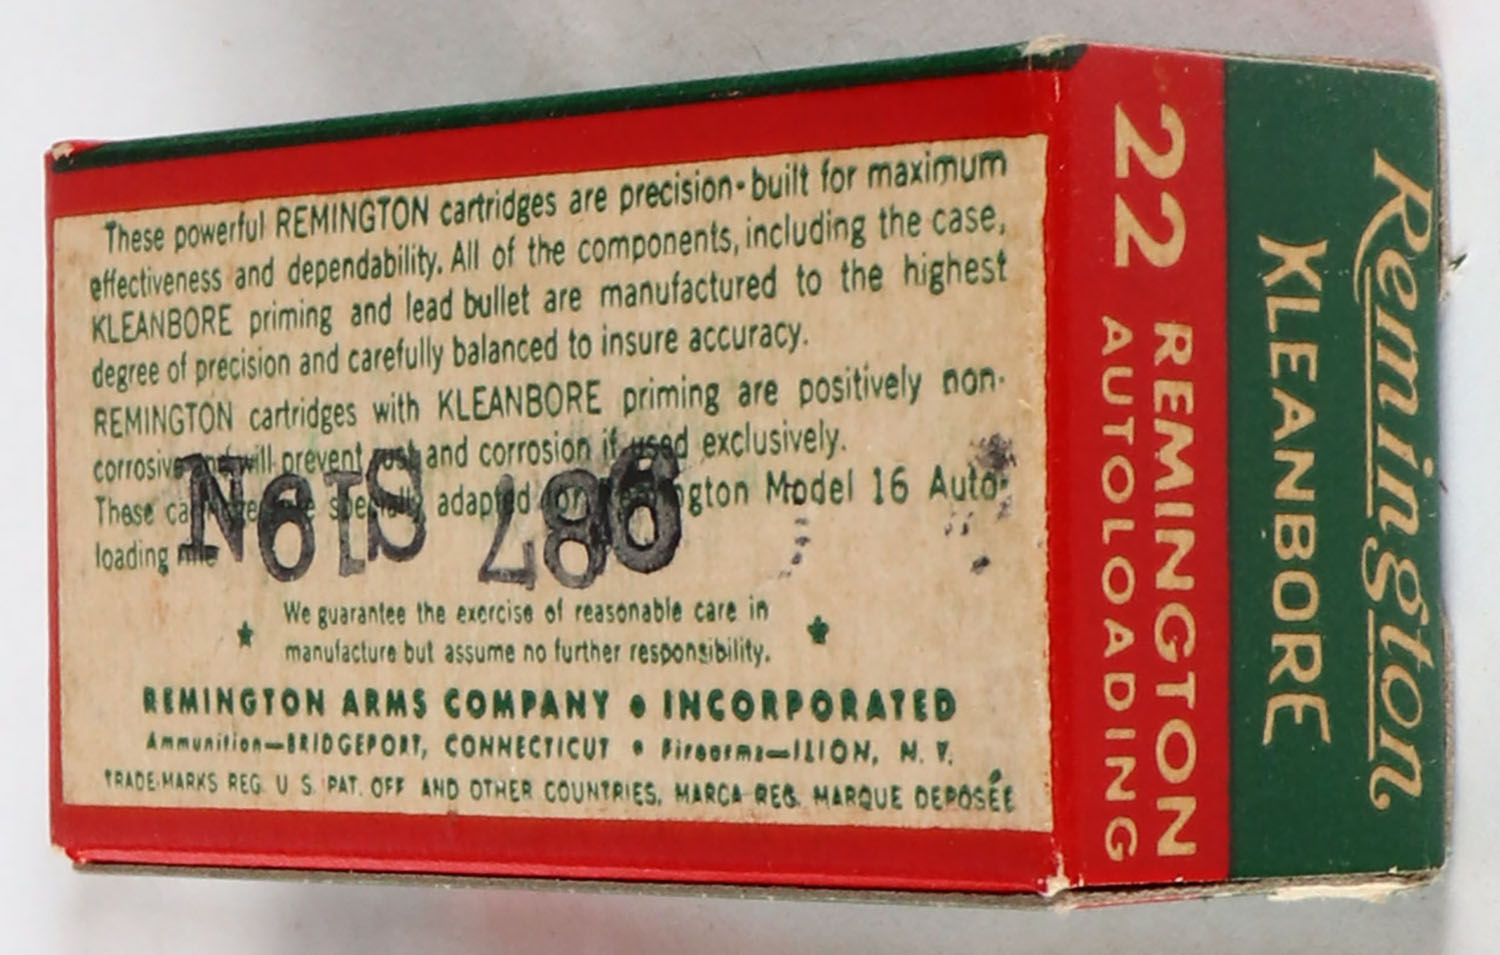 These powerful REMINGTON cartridges are precision-built for maximum
effectiveness and dependability. All of the components, including the case,
KLEANBORE priming and lead bullet are manufactured to the highest
degree of precision and carefully balanced to insure accuracy.
REMINGTON cartridges with KLEANBORE priming are positively non-
corrosive and will prevent rust and corrosion if used exclusively.
These cartridges are specially adapted for Remington Model 16 Auto-
loading rifle
We guarantee the exercise of reasonable care in
manufacture but assume no further responsibility.
REMINGTON ARMS COMPANY • INCORPORATED
Ammunition—BRIDGEPORT, CONNECTICUT • Firearms—ILION, N. Y.
TRADE-MARKS REG. U. S. PAT. OFF. AND OTHER COUNTRIES, MARCA REG. MARQUE DEPOSÉE
Remington
KLEANBORE
22 REMINGTON
AUTOLOADING